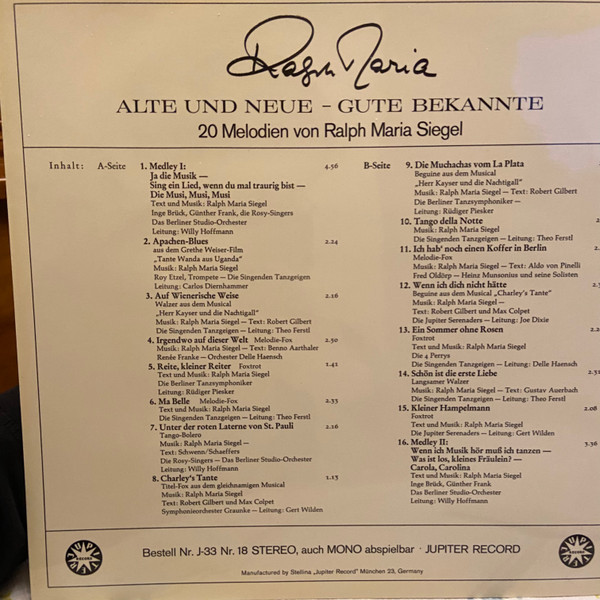 Ralph Maria
ALTE UND NEUE – GUTE BEKANNTE
20 Melodien von Ralph Maria Siegel
Inhalt: A-Seite
1. Medley I: 4.56
Ja die Musik —
Sing ein Lied, wenn du mal traurig bist —
Die Musi, Musi, Musi
Text und Musik: Ralph Maria Siegel
Inge Brück, Günther Frank, die Rosy-Singers
Das Berliner Studio-Orchester
Leitung: Willy Hoffmann
2. Apachen-Blues 2.24
aus dem Grethe Weiser-Film
„Tante Wanda aus Uganda"
Musik: Ralph Maria Siegel
Roy Etzel, Trompete — Die Singenden Tanzgeigen
Leitung: Carlos Diernhammer
3. Auf Wienerische Weise 2.16
Walzer aus dem Musical
„Herr Kayser und die Nachtigall"
Musik: Ralph Maria Siegel — Text: Robert Gilbert
Die Singenden Tanzgeigen — Leitung: Theo Ferstl
4. Irgendwo auf dieser Welt Melodie-Fox 2.50
Musik: Ralph Maria Siegel — Text: Benno Aarthaler
Renée Franke — Orchester Delle Haensch
5. Reite, kleiner Reiter Foxtrot 1.41
Text und Musik: Ralph Maria Siegel
Die Berliner Tanzsymphoniker
Leitung: Rüdiger Piesker
6. Ma Belle Melodie-Fox 2.33
Text und Musik: Ralph Maria Siegel
Die Singenden Tanzgeigen — Leitung: Theo Ferstl
7. Unter der roten Laterne von St. Pauli 2.16
Tango-Bolero
Musik: Ralph Maria Siegel —
Text: Schwenn/Schaeffers
Die Rosy-Singers — Das Berliner Studio-Orchester
Leitung: Willy Hoffmann
8. Charley's Tante 1.13
Titel-Fox aus dem gleichnamigen Musical
Musik: Ralph Maria Siegel
Text: Robert Gilbert und Max Colpet
Symphonieorchester Graunke — Leitung: Gert Wilden
B-Seite
9. Die Muchachas vom La Plata
Beguine aus dem Musical
„Herr Kayser und die Nachtigall"
Musik: Ralph Maria Siegel — Text: Robert Gilbert
Die Berliner Tanzsymphoniker —
Leitung: Rüdiger Piesker
10. Tango della Notte
Musik: Ralph Maria Siegel
Die Singenden Tanzgeigen — Leitung: Theo Ferstl
11. Ich hab' noch einen Koffer in Berlin
Melodie-Fox
Musik: Ralph Maria Siegel — Text: Aldo von Pinelli
Fred Oldörp — Heinz Munsonius und seine Solisten
12. Wenn ich dich nicht hätte
Beguine aus dem Musical „Charley's Tante"
Musik: Ralph Maria Siegel —
Text: Robert Gilbert und Max Colpet
Die Jupiter Serenaders — Leitung: Joe Dixie
13. Ein Sommer ohne Rosen
Foxtrot
Text und Musik: Ralph Maria Siegel
Die 4 Perrys
Die Singenden Tanzgeigen — Leitung: Delle Haensch
14. Schön ist die erste Liebe
Langsamer Walzer
Musik: Ralph Maria Siegel — Text: Gustav Auerbach
Die Singenden Tanzgeigen — Leitung: Theo Ferstl
15. Kleiner Hampelmann 2.08
Foxtrot
Text und Musik: Ralph Maria Siegel
Die Jupiter Serenaders — Leitung: Gert Wilden
16. Medley II: 3.36
Wenn ich Musik hör muß ich tanzen —
Was ist los, kleines Fräulein? —
Carola, Carolina
Text und Musik: Ralph Maria Siegel
Inge Brück, Günther Frank
Das Berliner Studio-Orchester
Leitung: Willy Hoffmann
Bestell Nr. J-33 Nr. 18 STEREO, auch MONO abspielbar · JUPITER RECORD
Manufactured by Stellina „Jupiter Record" München 23, Germany